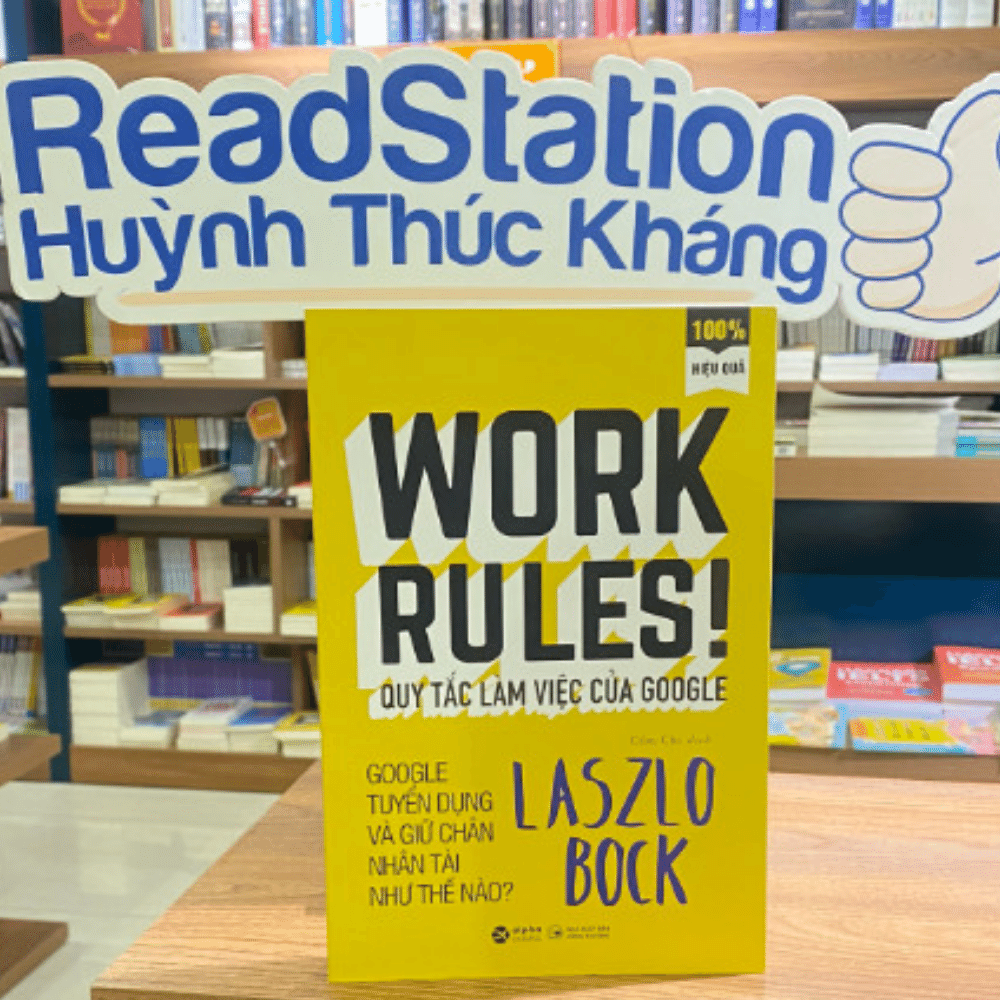 ReadStation
Huỳnh Thúc Kháng
100%
HIỆU QUẢ
WORK
RULES!
QUY TẮC LÀM VIỆC CỦA GOOGLE
GOOGLE
TUYỂN DỤNG
VÀ GIỮ CHÂN
NHÂN TÀI
NHƯ THẾ NÀO?
LASZLO
BOCK
alpha